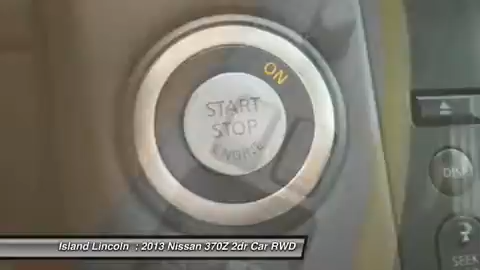 ON
START
STOP
ENGINE
DISP
SEEK
Island Lincoln : 2013 Nissan 370Z 2dr Car RWD